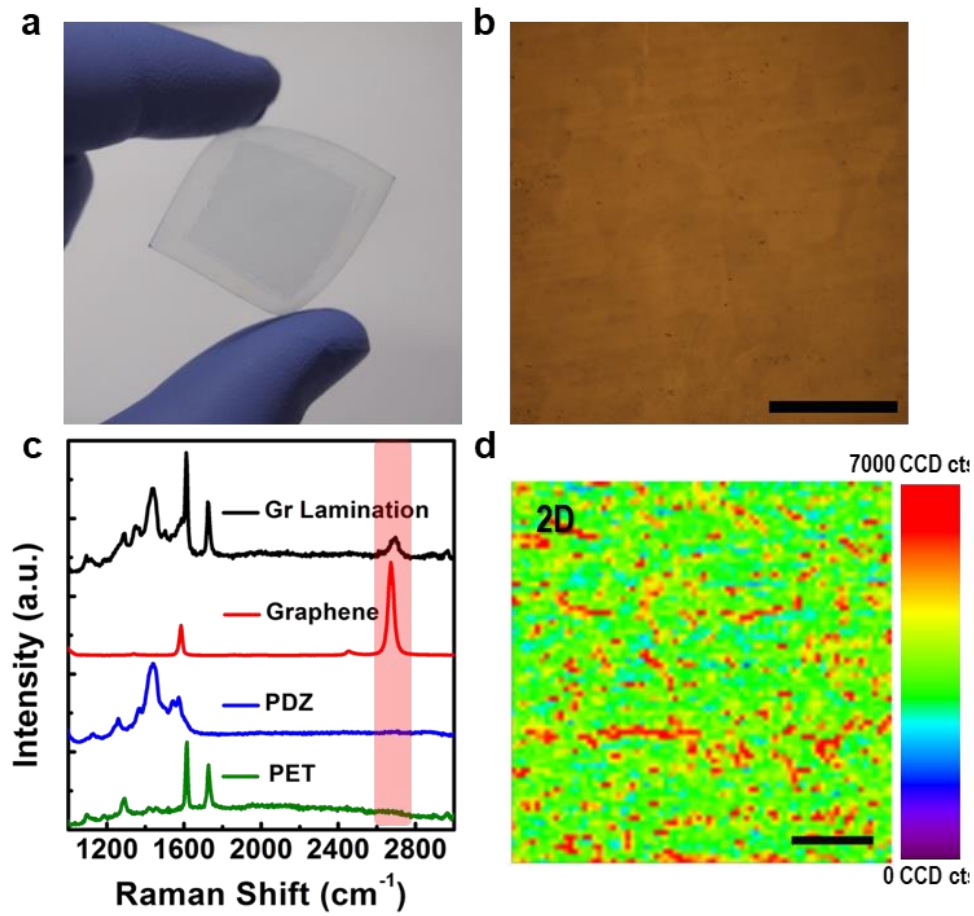 a
b
c
Gr Lamination
Graphene
PDZ
PET
Intensity (a.u.)
1200 1600 2000 2400 2800
Raman Shift (cm⁻¹)
d
7000 CCD cts
2D
0 CCD cts